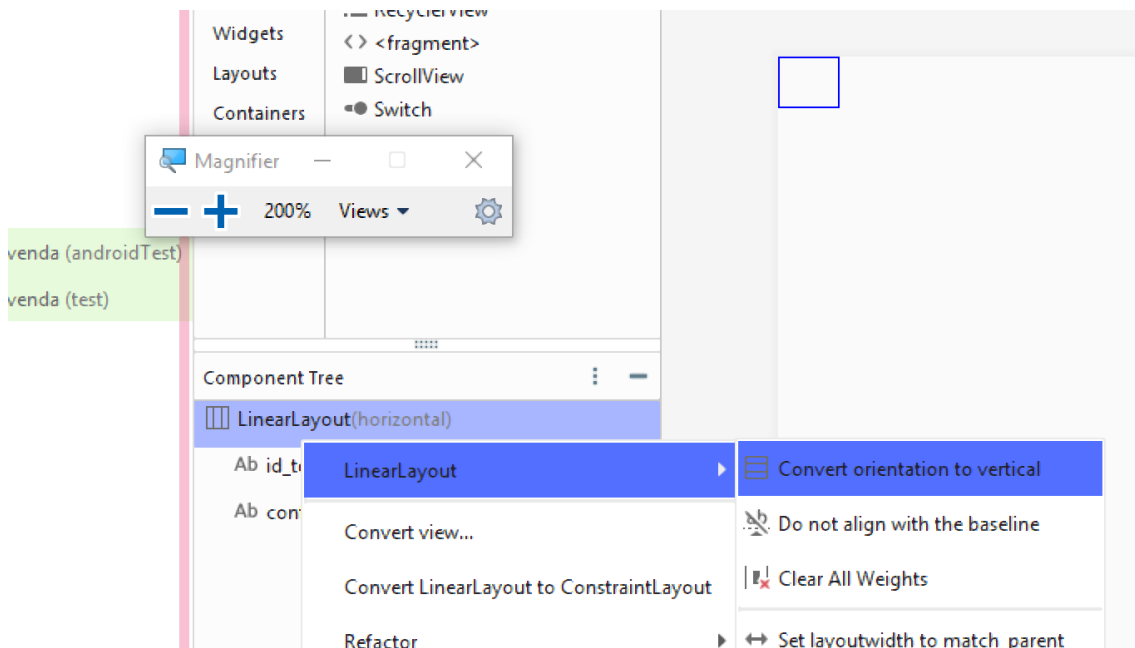 RecyclerView
Widgets
<> <fragment>
Layouts
ScrollView
Containers
Switch
Magnifier
200% Views
venda (androidTest)
venda (test)
Component Tree
LinearLayout(horizontal)
Ab id_t
LinearLayout
Convert orientation to vertical
Ab con
Convert view...
Do not align with the baseline
Convert LinearLayout to ConstraintLayout
Clear All Weights
Refactor
Set layoutwidth to match_parent